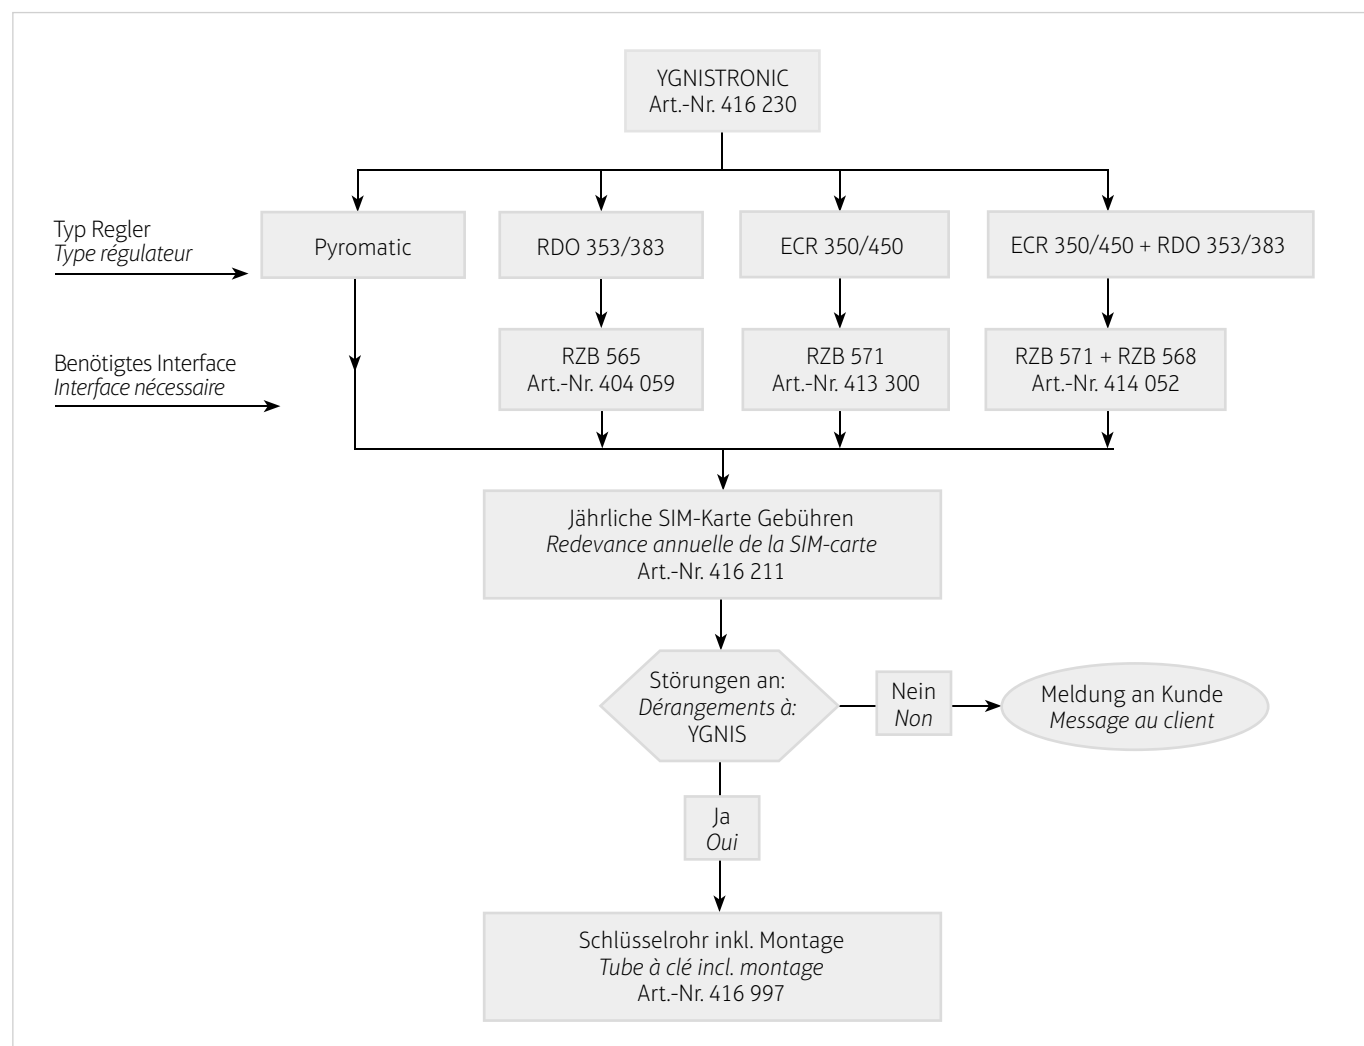 YGNISTRONIC
Art.-Nr. 416 230
Typ Regler
Type régulateur
Pyromatic
RDO 353/383
ECR 350/450
ECR 350/450 + RDO 353/383
Benötigtes Interface
Interface nécessaire
RZB 565
Art.-Nr. 404 059
RZB 571
Art.-Nr. 413 300
RZB 571 + RZB 568
Art.-Nr. 414 052
Jährliche SIM-Karte Gebühren
Redevance annuelle de la SIM-carte
Art.-Nr. 416 211
Störungen an:
Dérangements à:
YGNIS
Nein
Non
Meldung an Kunde
Message au client
Ja
Oui
Schlüsselrohr inkl. Montage
Tube à clé incl. montage
Art.-Nr. 416 997